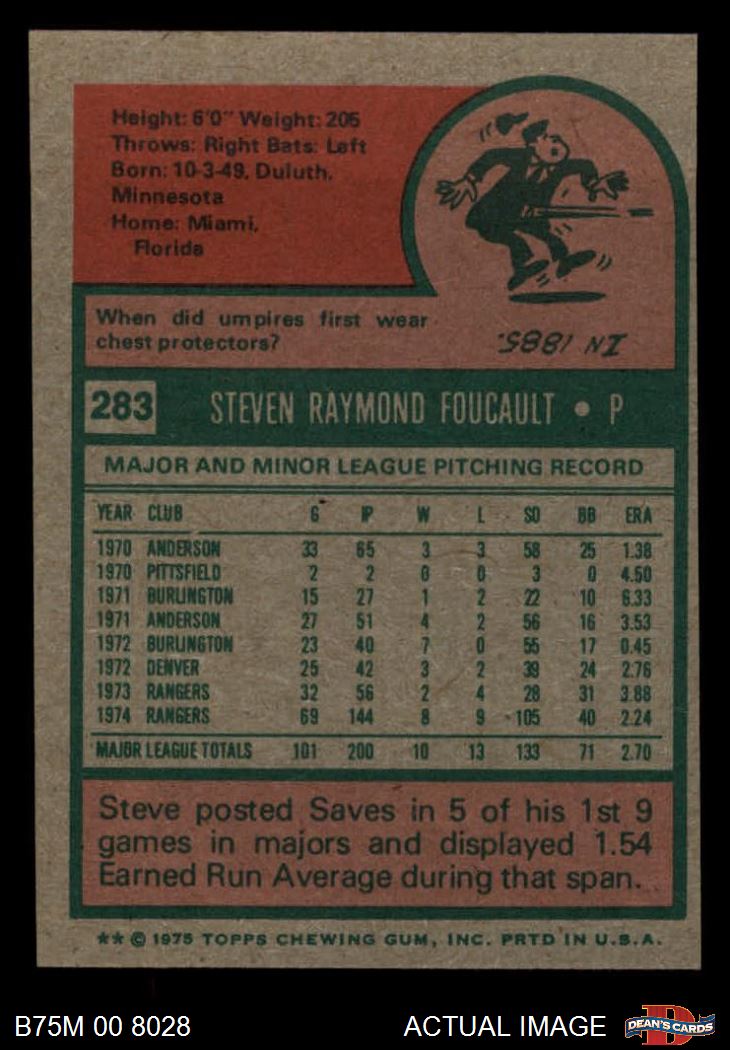 Height: 6'0" Weight: 205
Throws: Right Bats: Left
Born: 10-3-49, Duluth,
Minnesota
Home: Miami,
Florida
When did umpires first wear
chest protectors?
IN 1885.
283 STEVEN RAYMOND FOUCAULT • P
MAJOR AND MINOR LEAGUE PITCHING RECORD
YEAR CLUB G IP W L SO BB ERA
1970 ANDERSON 33 65 3 3 58 25 1.38
1970 PITTSFIELD 2 2 0 0 3 0 4.50
1971 BURLINGTON 15 27 1 2 22 10 6.33
1971 ANDERSON 27 51 4 2 56 16 3.53
1972 BURLINGTON 23 40 7 0 55 17 0.45
1972 DENVER 25 42 3 2 39 24 2.76
1973 RANGERS 32 56 2 4 28 31 3.88
1974 RANGERS 69 144 8 9 105 40 2.24
MAJOR LEAGUE TOTALS 101 200 10 13 133 71 2.70
Steve posted Saves in 5 of his 1st 9
games in majors and displayed 1.54
Earned Run Average during that span.
** © 1975 TOPPS CHEWING GUM, INC. PRTD IN U.S.A.
B75M 00 8028 ACTUAL IMAGE
D
DEAN'S CARDS